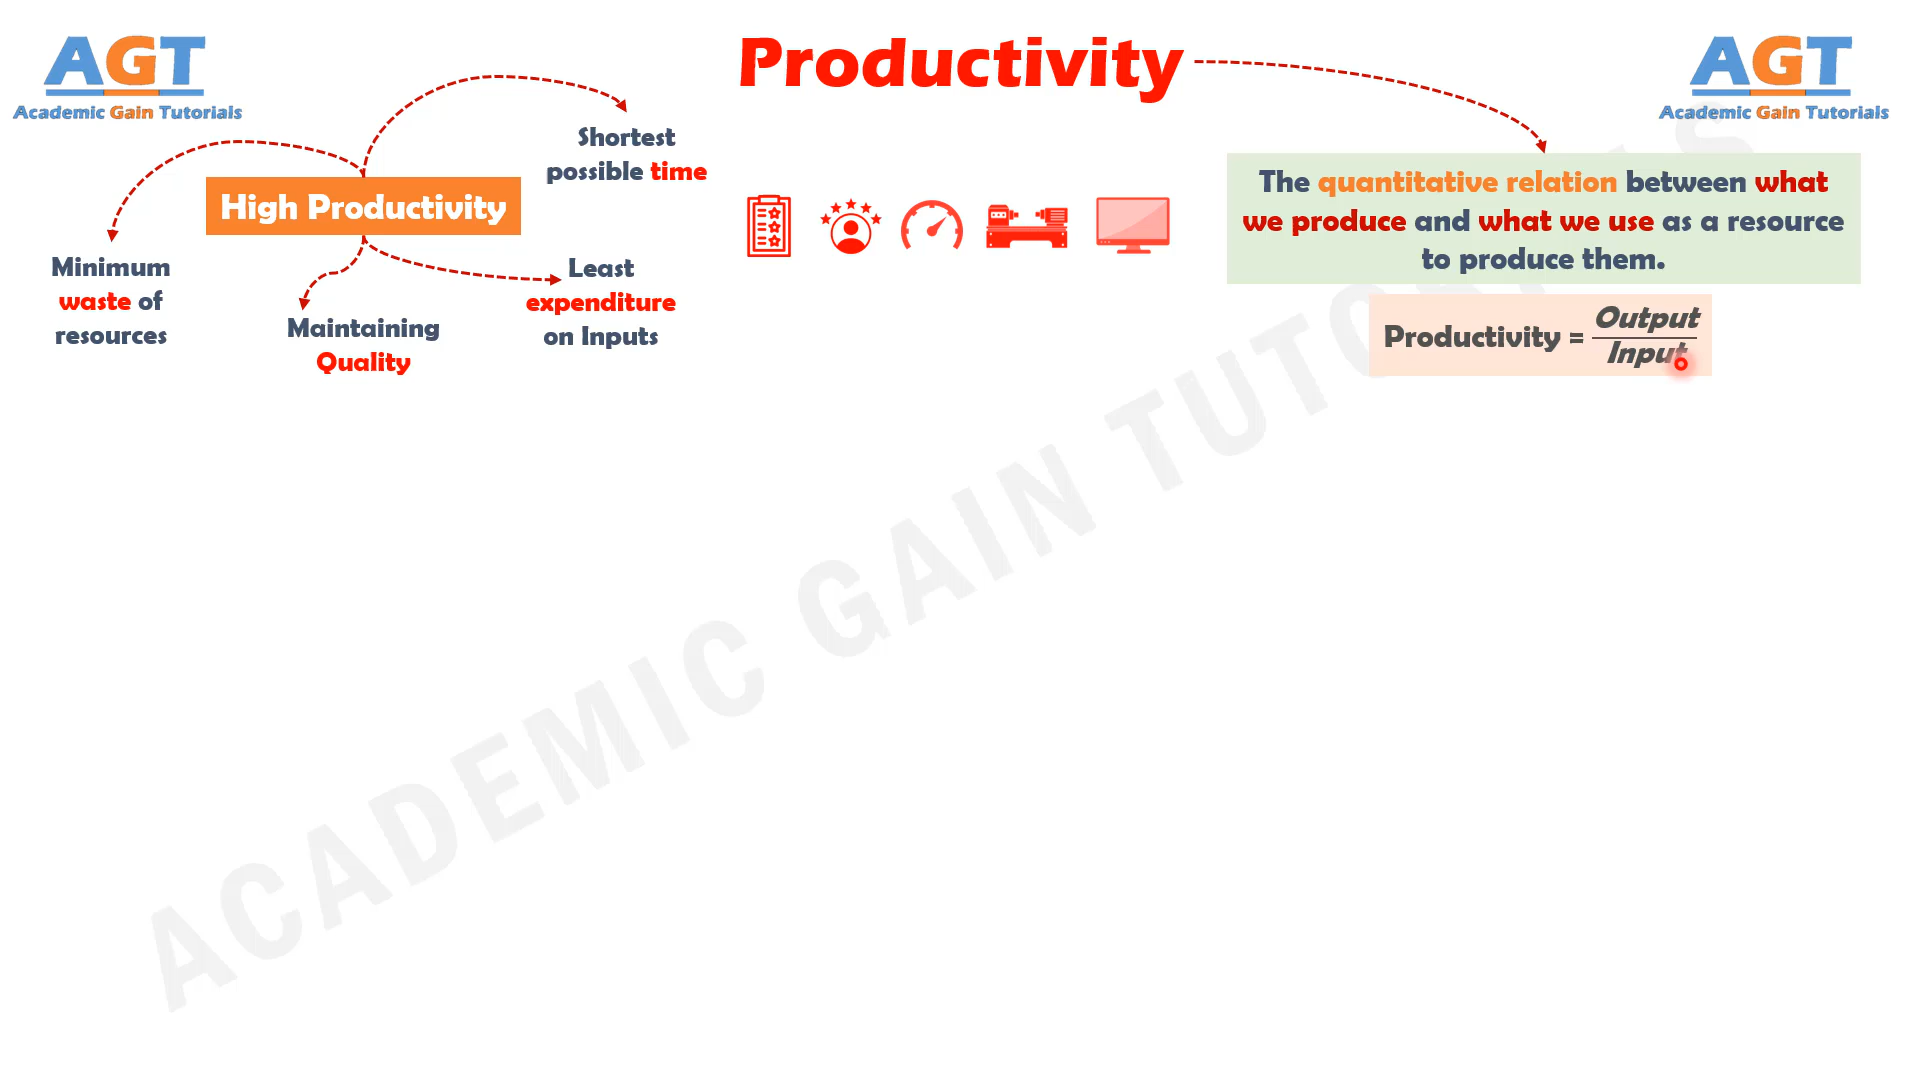 AGT
Academic Gain Tutorials
Productivity
AGT
Academic Gain Tutorials
Shortest
possible time
High Productivity
Minimum
waste of
resources
Maintaining
Quality
Least
expenditure
on Inputs
The quantitative relation between what
we produce and what we use as a resource
to produce them.
Productivity = Output
Input
ACADEMIC GAIN TUTORIALS